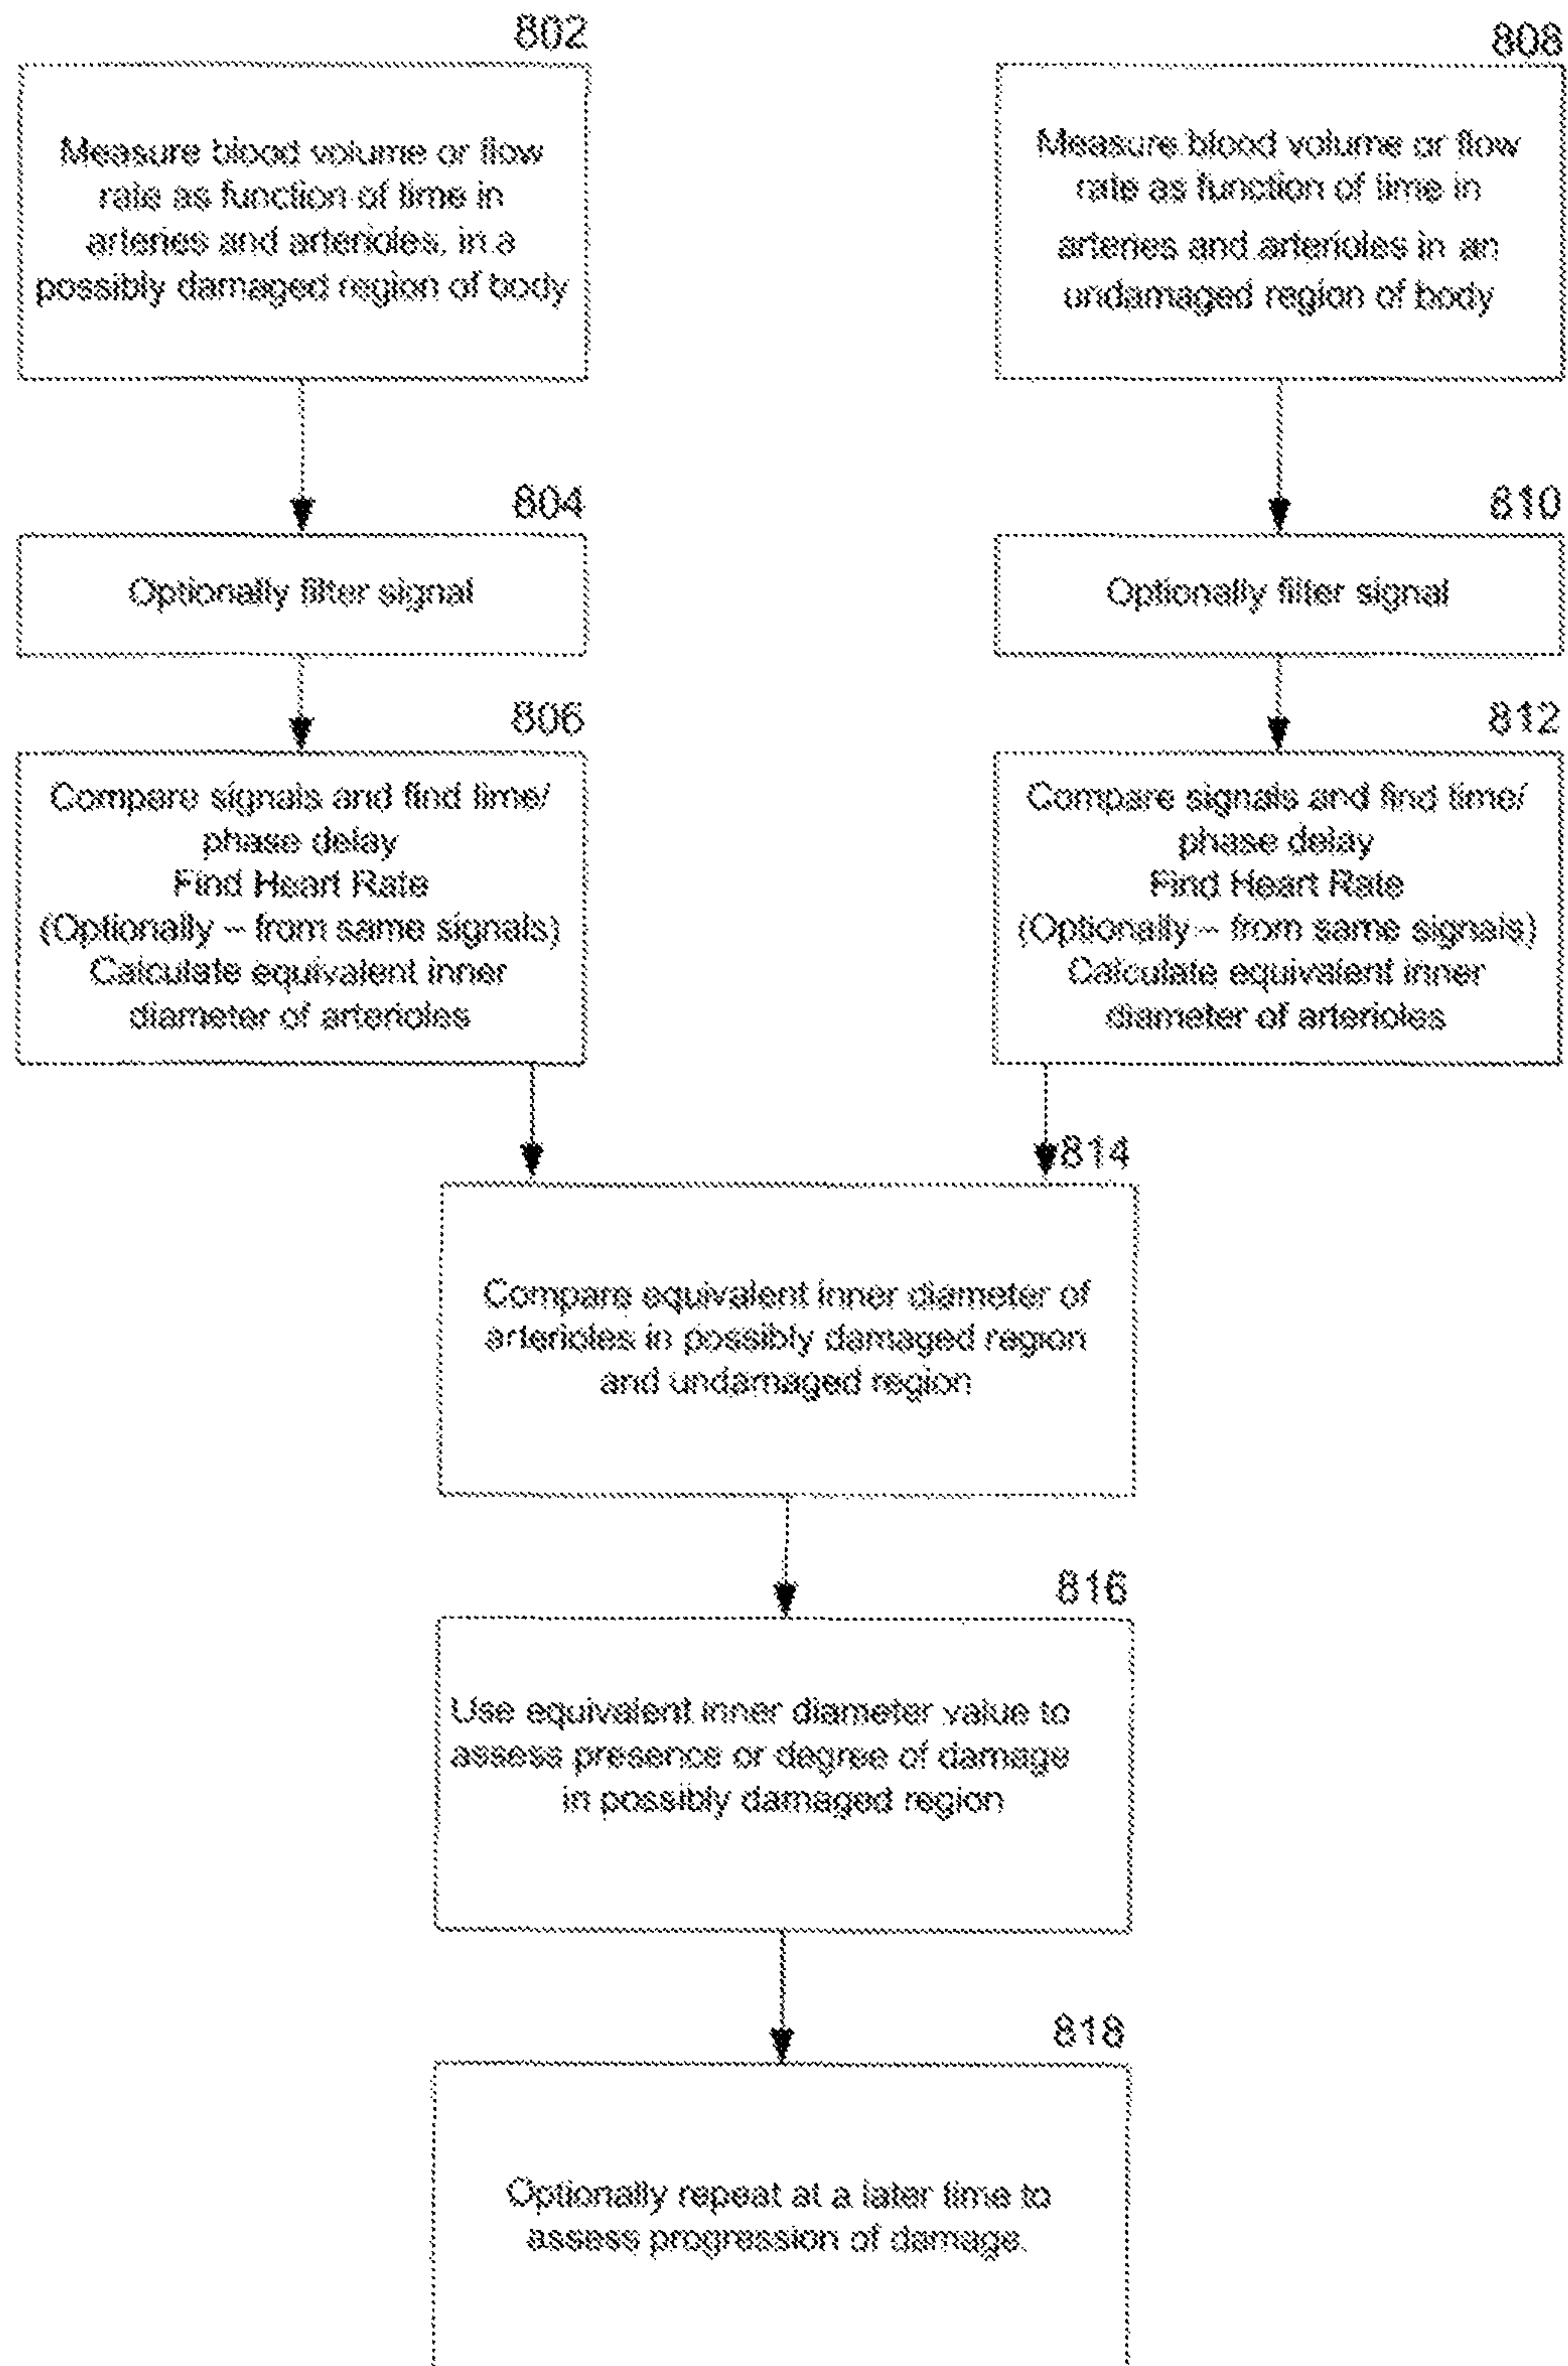 802
Measure blood volume or flow
rate as function of time in
arteries and arterioles, in a
possibly damaged region of body
808
Measure blood volume or flow
rate as function of time in
arteries and arterioles in an
undamaged region of body
804
Optionally filter signal
810
Optionally filter signal
806
Compare signals and find time/
phase delay
Find Heart Rate
(Optionally – from same signals)
Calculate equivalent inner
diameter of arterioles
812
Compare signals and find time/
phase delay
Find Heart Rate
(Optionally – from same signals)
Calculate equivalent inner
diameter of arterioles
814
Compare equivalent inner diameter of
arterioles in possibly damaged region
and undamaged region
816
Use equivalent inner diameter value to
assess presence or degree of damage
in possibly damaged region
818
Optionally repeat at a later time to
assess progression of damage.